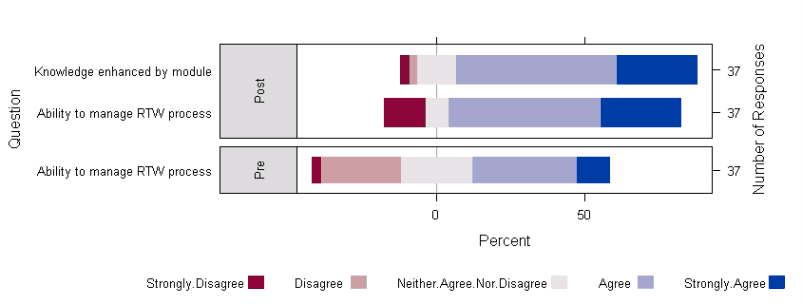 Question
Number of Responses
Knowledge enhanced by module
Ability to manage RTW process
Post
37
37
Ability to manage RTW process
Pre
37
0 50
Percent
Strongly.Disagree Disagree Neither.Agree.Nor.Disagree Agree Strongly.Agree